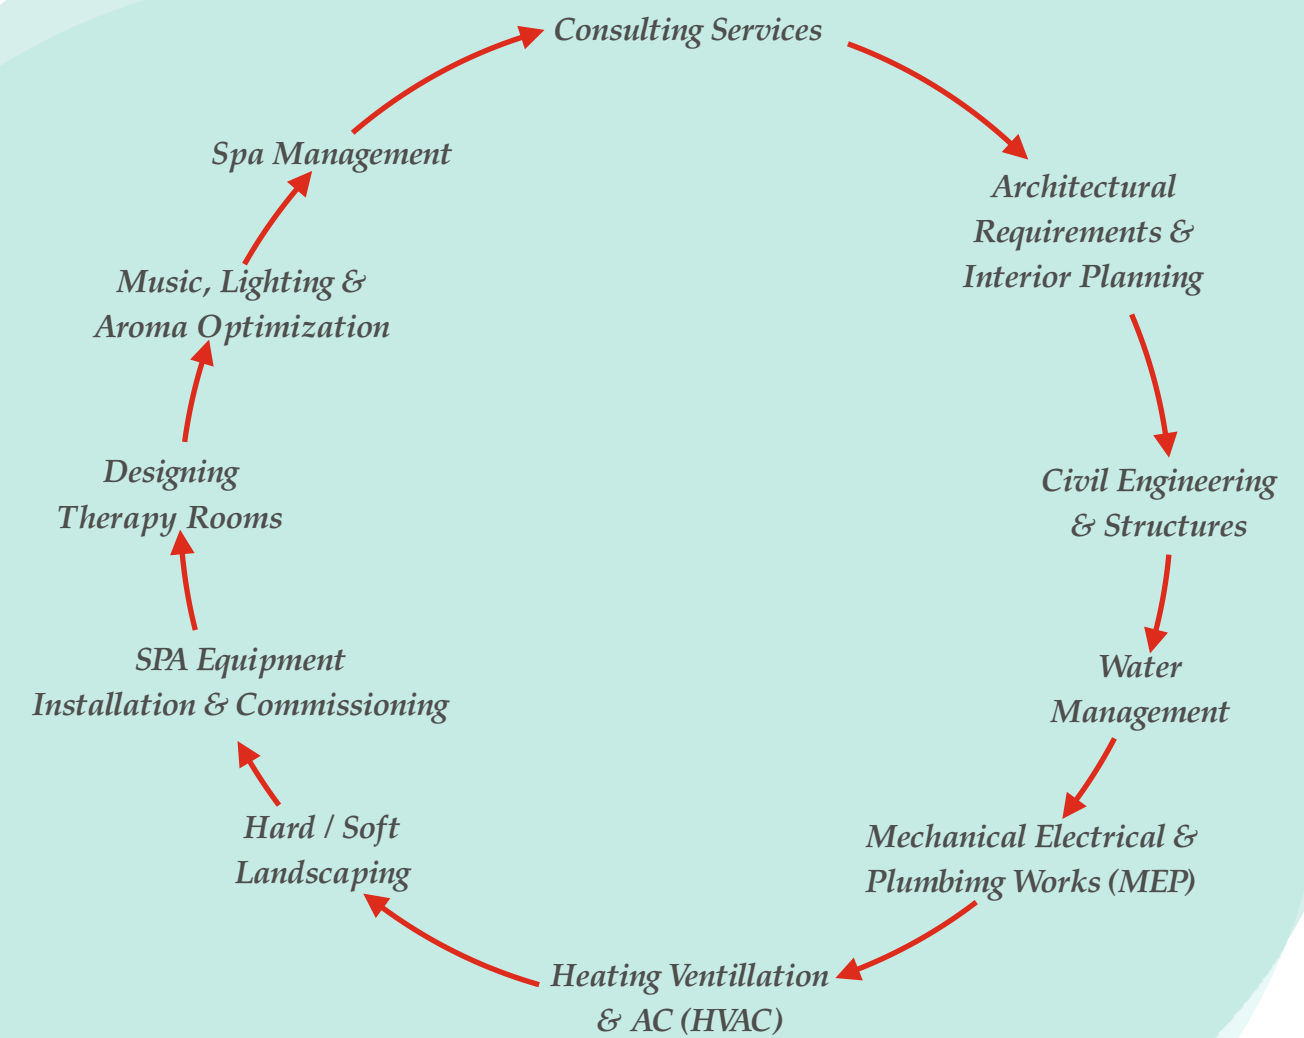 Consulting Services
Architectural
Requirements &
Interior Planning
Civil Engineering
& Structures
Water
Management
Mechanical Electrical &
Plumbimg Works (MEP)
Heating Ventillation
& AC (HVAC)
Hard / Soft
Landscaping
SPA Equipment
Installation & Commissioning
Designing
Therapy Rooms
Music, Lighting &
Aroma Optimization
Spa Management